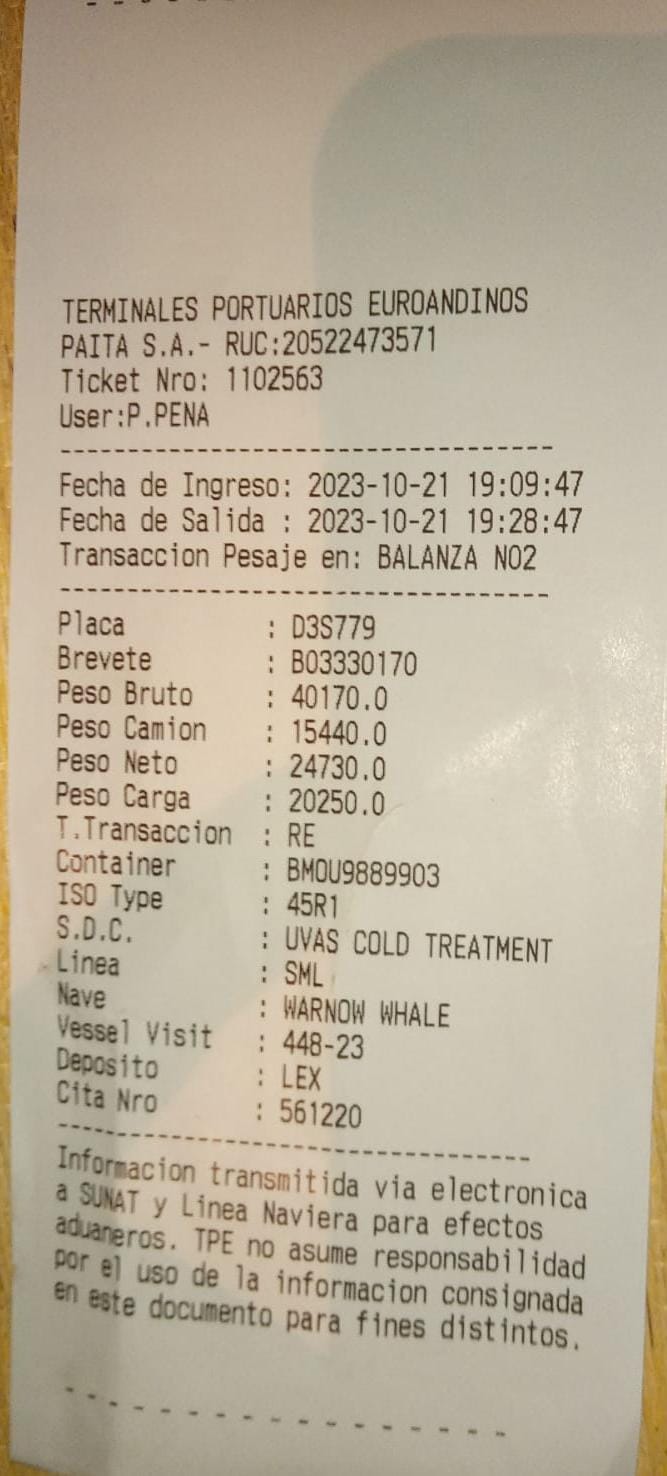 TERMINALES PORTUARIOS EUROANDINOS
PAITA S.A.- RUC:20522473571
Ticket Nro: 1102563
User:P.PENA
----------------------------------
Fecha de Ingreso: 2023-10-21 19:09:47
Fecha de Salida : 2023-10-21 19:28:47
Transaccion Pesaje en: BALANZA NO2
----------------------------------
Placa : D3S779
Brevete : B03330170
Peso Bruto : 40170.0
Peso Camion : 15440.0
Peso Neto : 24730.0
Peso Carga : 20250.0
T.Transaccion : RE
Container : BMOU9889903
ISO Type : 45R1
S.D.C. : UVAS COLD TREATMENT
Linea : SML
Nave : WARNOW WHALE
Vessel Visit : 448-23
Deposito : LEX
Cita Nro : 561220
----------------------------------
Informacion transmitida via electronica
a SUNAT y Linea Naviera para efectos
aduaneros. TPE no asume responsabilidad
por el uso de la informacion consignada
en este documento para fines distintos.
- - - - - - - - - - - - - - - - -